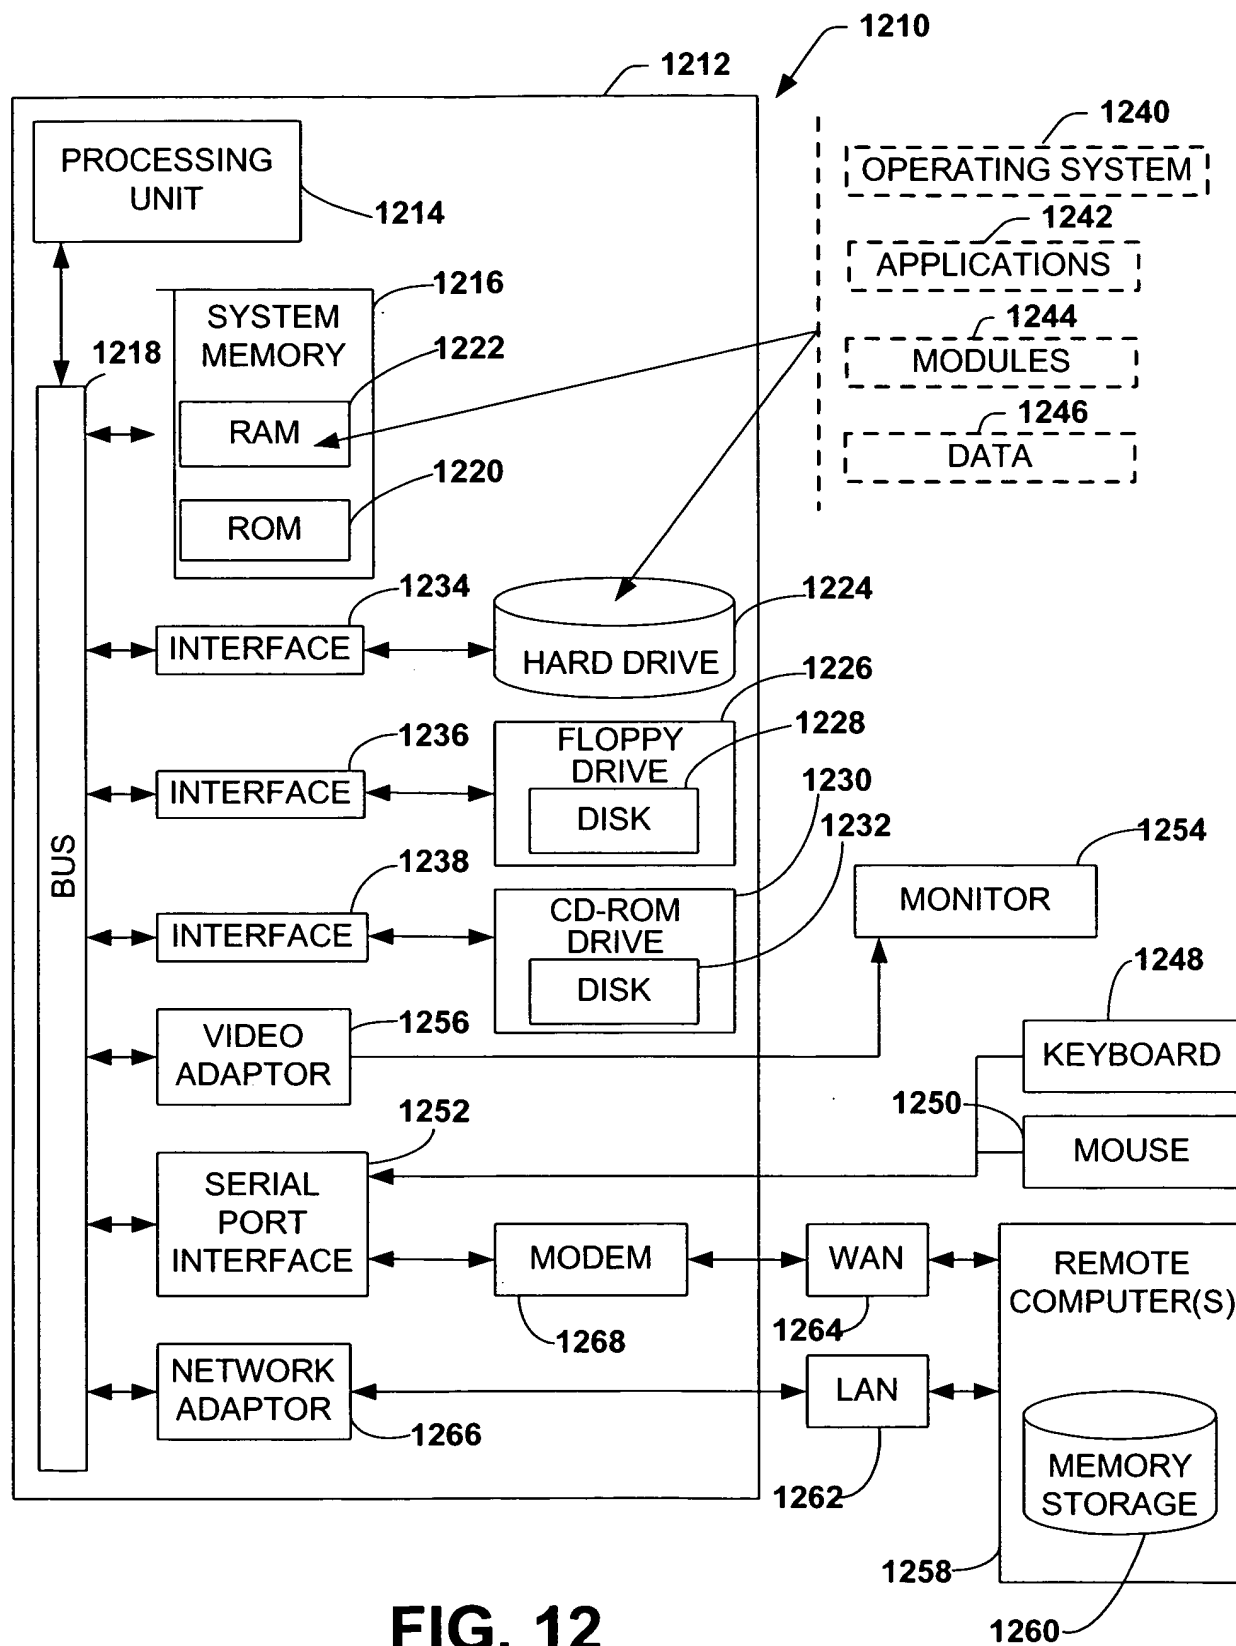 1210
1212
1240
PROCESSING
UNIT
OPERATING SYSTEM
1214
1242
APPLICATIONS
1216
SYSTEM
MEMORY
1244
1218
1222
MODULES
1246
RAM
DATA
1220
ROM
1234
1224
INTERFACE
HARD DRIVE
1226
1236
FLOPPY
DRIVE
1228
INTERFACE
1230
DISK
1232
1254
BUS
1238
MONITOR
INTERFACE
CD-ROM
DRIVE
1248
DISK
1256
VIDEO
ADAPTOR
KEYBOARD
1252
1250
MOUSE
SERIAL
PORT
INTERFACE
MODEM
WAN
REMOTE
COMPUTER(S)
1268
1264
NETWORK
ADAPTOR
LAN
1266
1262
MEMORY
STORAGE
1258
1260
FIG. 12